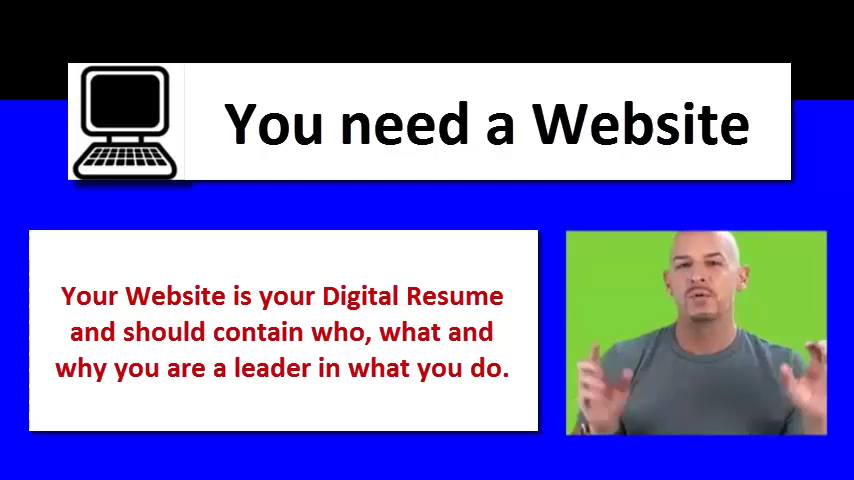 You need a Website
Your Website is your Digital Resume
and should contain who, what and
why you are a leader in what you do.